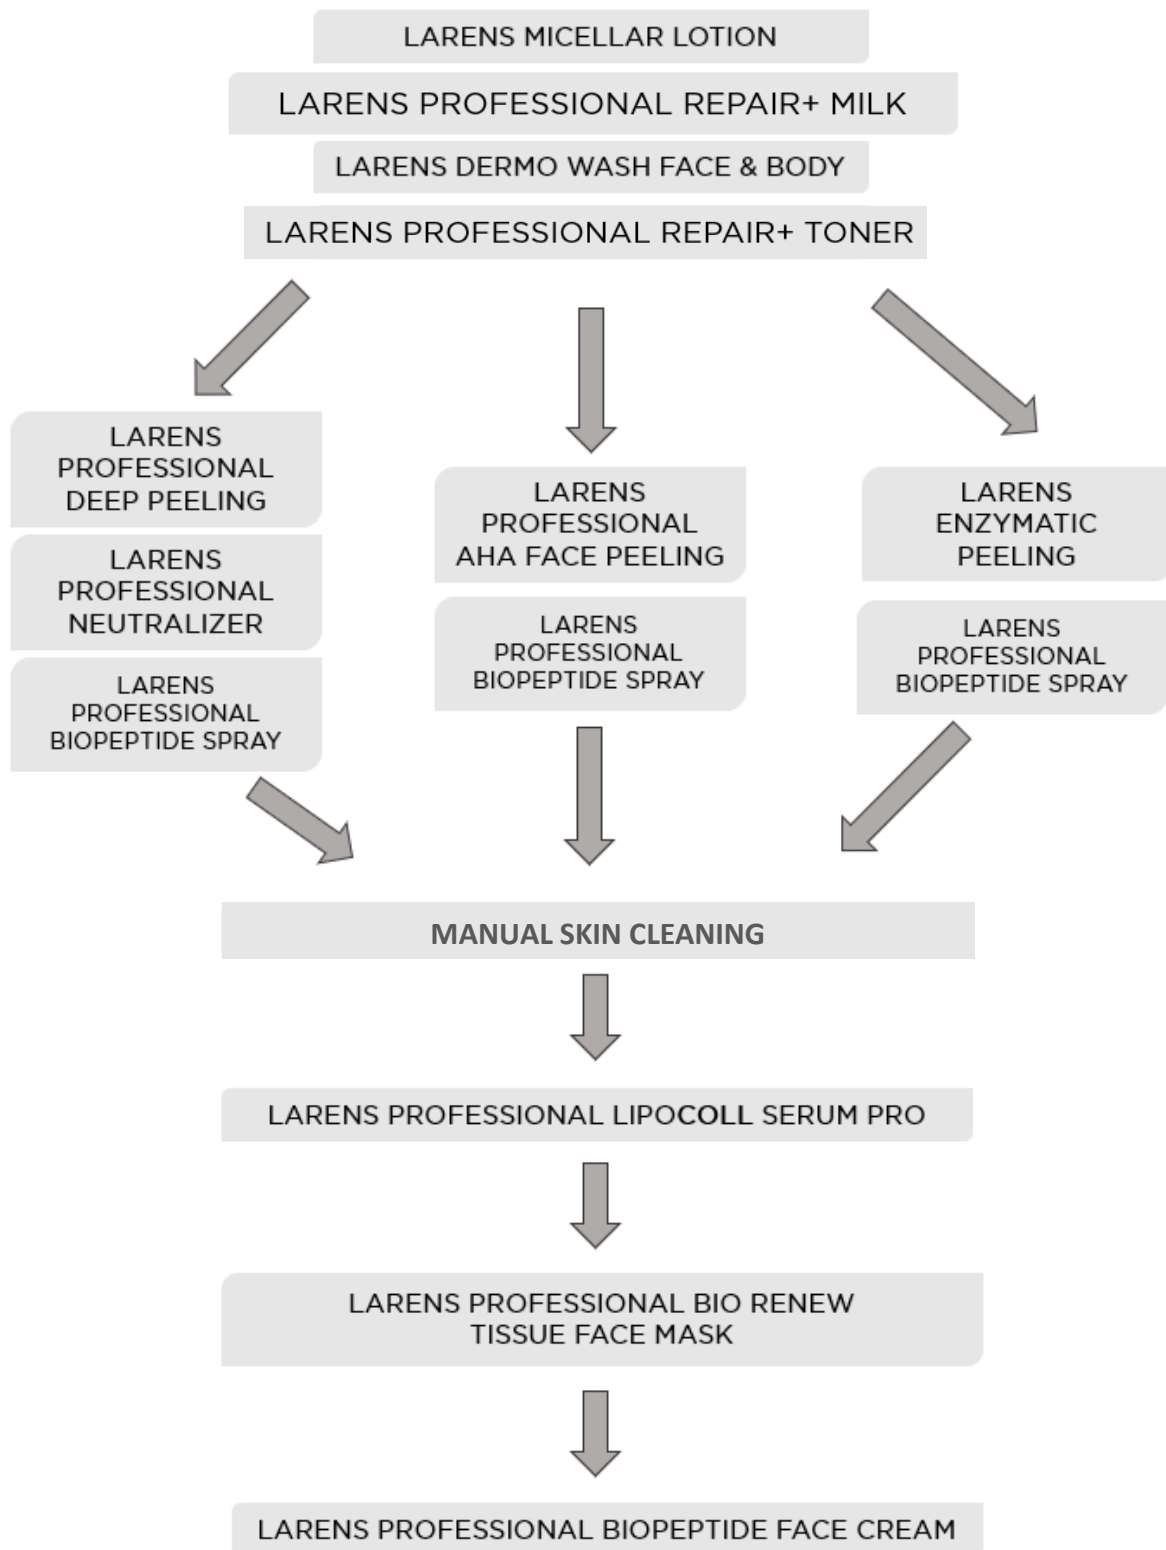 LARENS MICELLAR LOTION
LARENS PROFESSIONAL REPAIR+ MILK
LARENS DERMO WASH FACE & BODY
LARENS PROFESSIONAL REPAIR+ TONER
LARENS
PROFESSIONAL
DEEP PEELING
LARENS
PROFESSIONAL
NEUTRALIZER
LARENS
PROFESSIONAL
BIOPEPTIDE SPRAY
LARENS
PROFESSIONAL
AHA FACE PEELING
LARENS
PROFESSIONAL
BIOPEPTIDE SPRAY
LARENS
ENZYMATIC
PEELING
LARENS
PROFESSIONAL
BIOPEPTIDE SPRAY
MANUAL SKIN CLEANING
LARENS PROFESSIONAL LIPOCOLL SERUM PRO
LARENS PROFESSIONAL BIO RENEW
TISSUE FACE MASK
LARENS PROFESSIONAL BIOPEPTIDE FACE CREAM